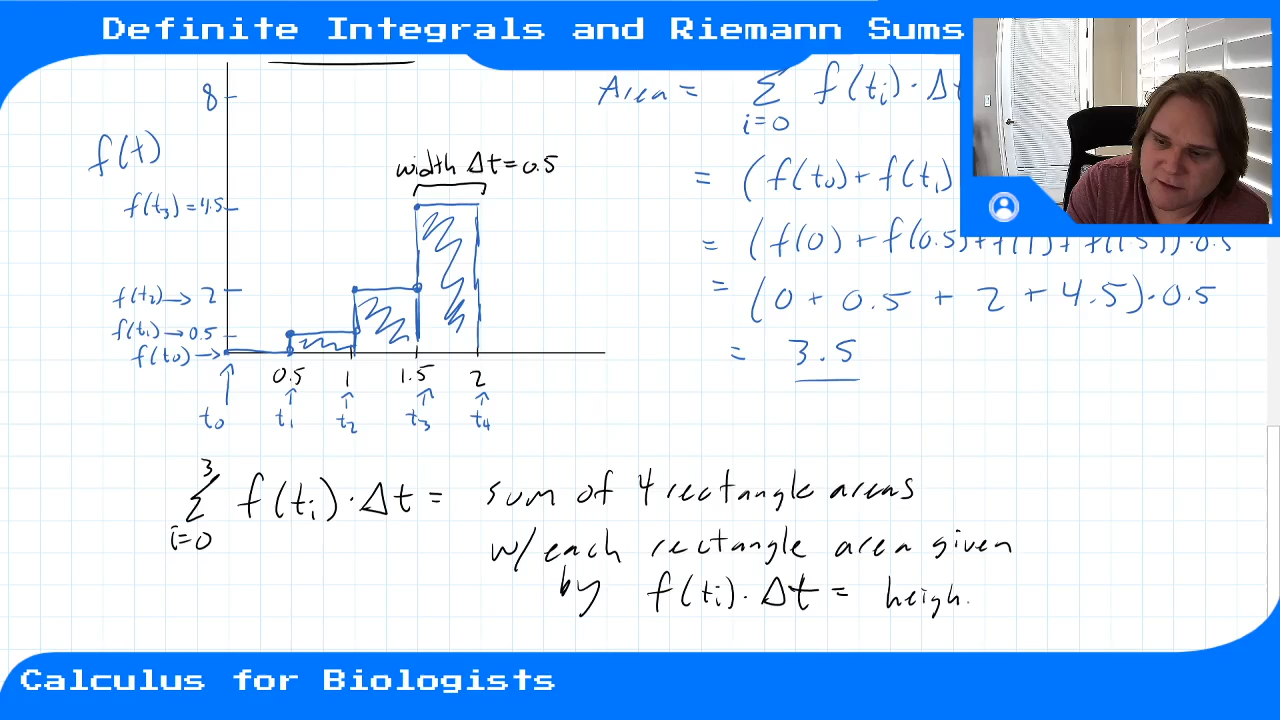 Definite Integrals and Riemann Sums
8
f(t)
width Δt = 0.5
f(t₃) = 4.5
f(t₂) → 2
f(t₁) → 0.5
f(t₀) →
0.5 1 1.5 2
t₀ t₁ t₂ t₃ t₄
Area = Σ f(tᵢ) · Δt
i=0
= (f(t₀) + f(t₁)
= (f(0) + f(0.5) + f(1) + f(1.5)) · 0.5
= (0 + 0.5 + 2 + 4.5) · 0.5
= 3.5
3
Σ f(tᵢ) · Δt = sum of 4 rectangle areas
i=0
w/ each rectangle area given
by f(tᵢ) · Δt = heigh
Calculus for Biologists